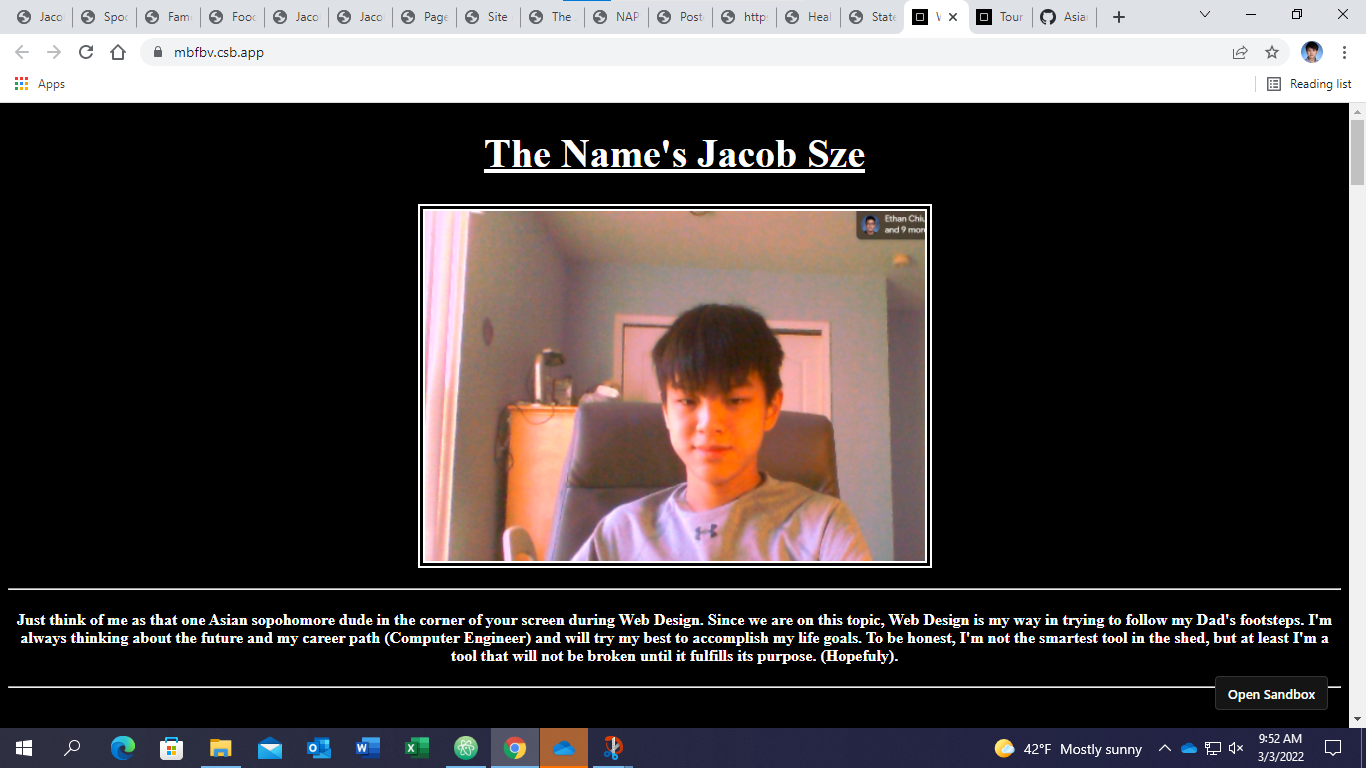 Jaco
Spoo
Fam
Food
Jaco
Jaco
Page
Site
The
NAP
Post
http
Heal
State
Tour
Asia
mbfbv.csb.app
Apps
Reading list
The Name's Jacob Sze
Ethan Chiu
and 9 mor
Just think of me as that one Asian sopohomore dude in the corner of your screen during Web Design. Since we are on this topic, Web Design is my way in trying to follow my Dad's footsteps. I'm
always thinking about the future and my career path (Computer Engineer) and will try my best to accomplish my life goals. To be honest, I'm not the smartest tool in the shed, but at least I'm a
tool that will not be broken until it fulfills its purpose. (Hopefuly).
Open Sandbox
42°F Mostly sunny
9:52 AM
3/3/2022